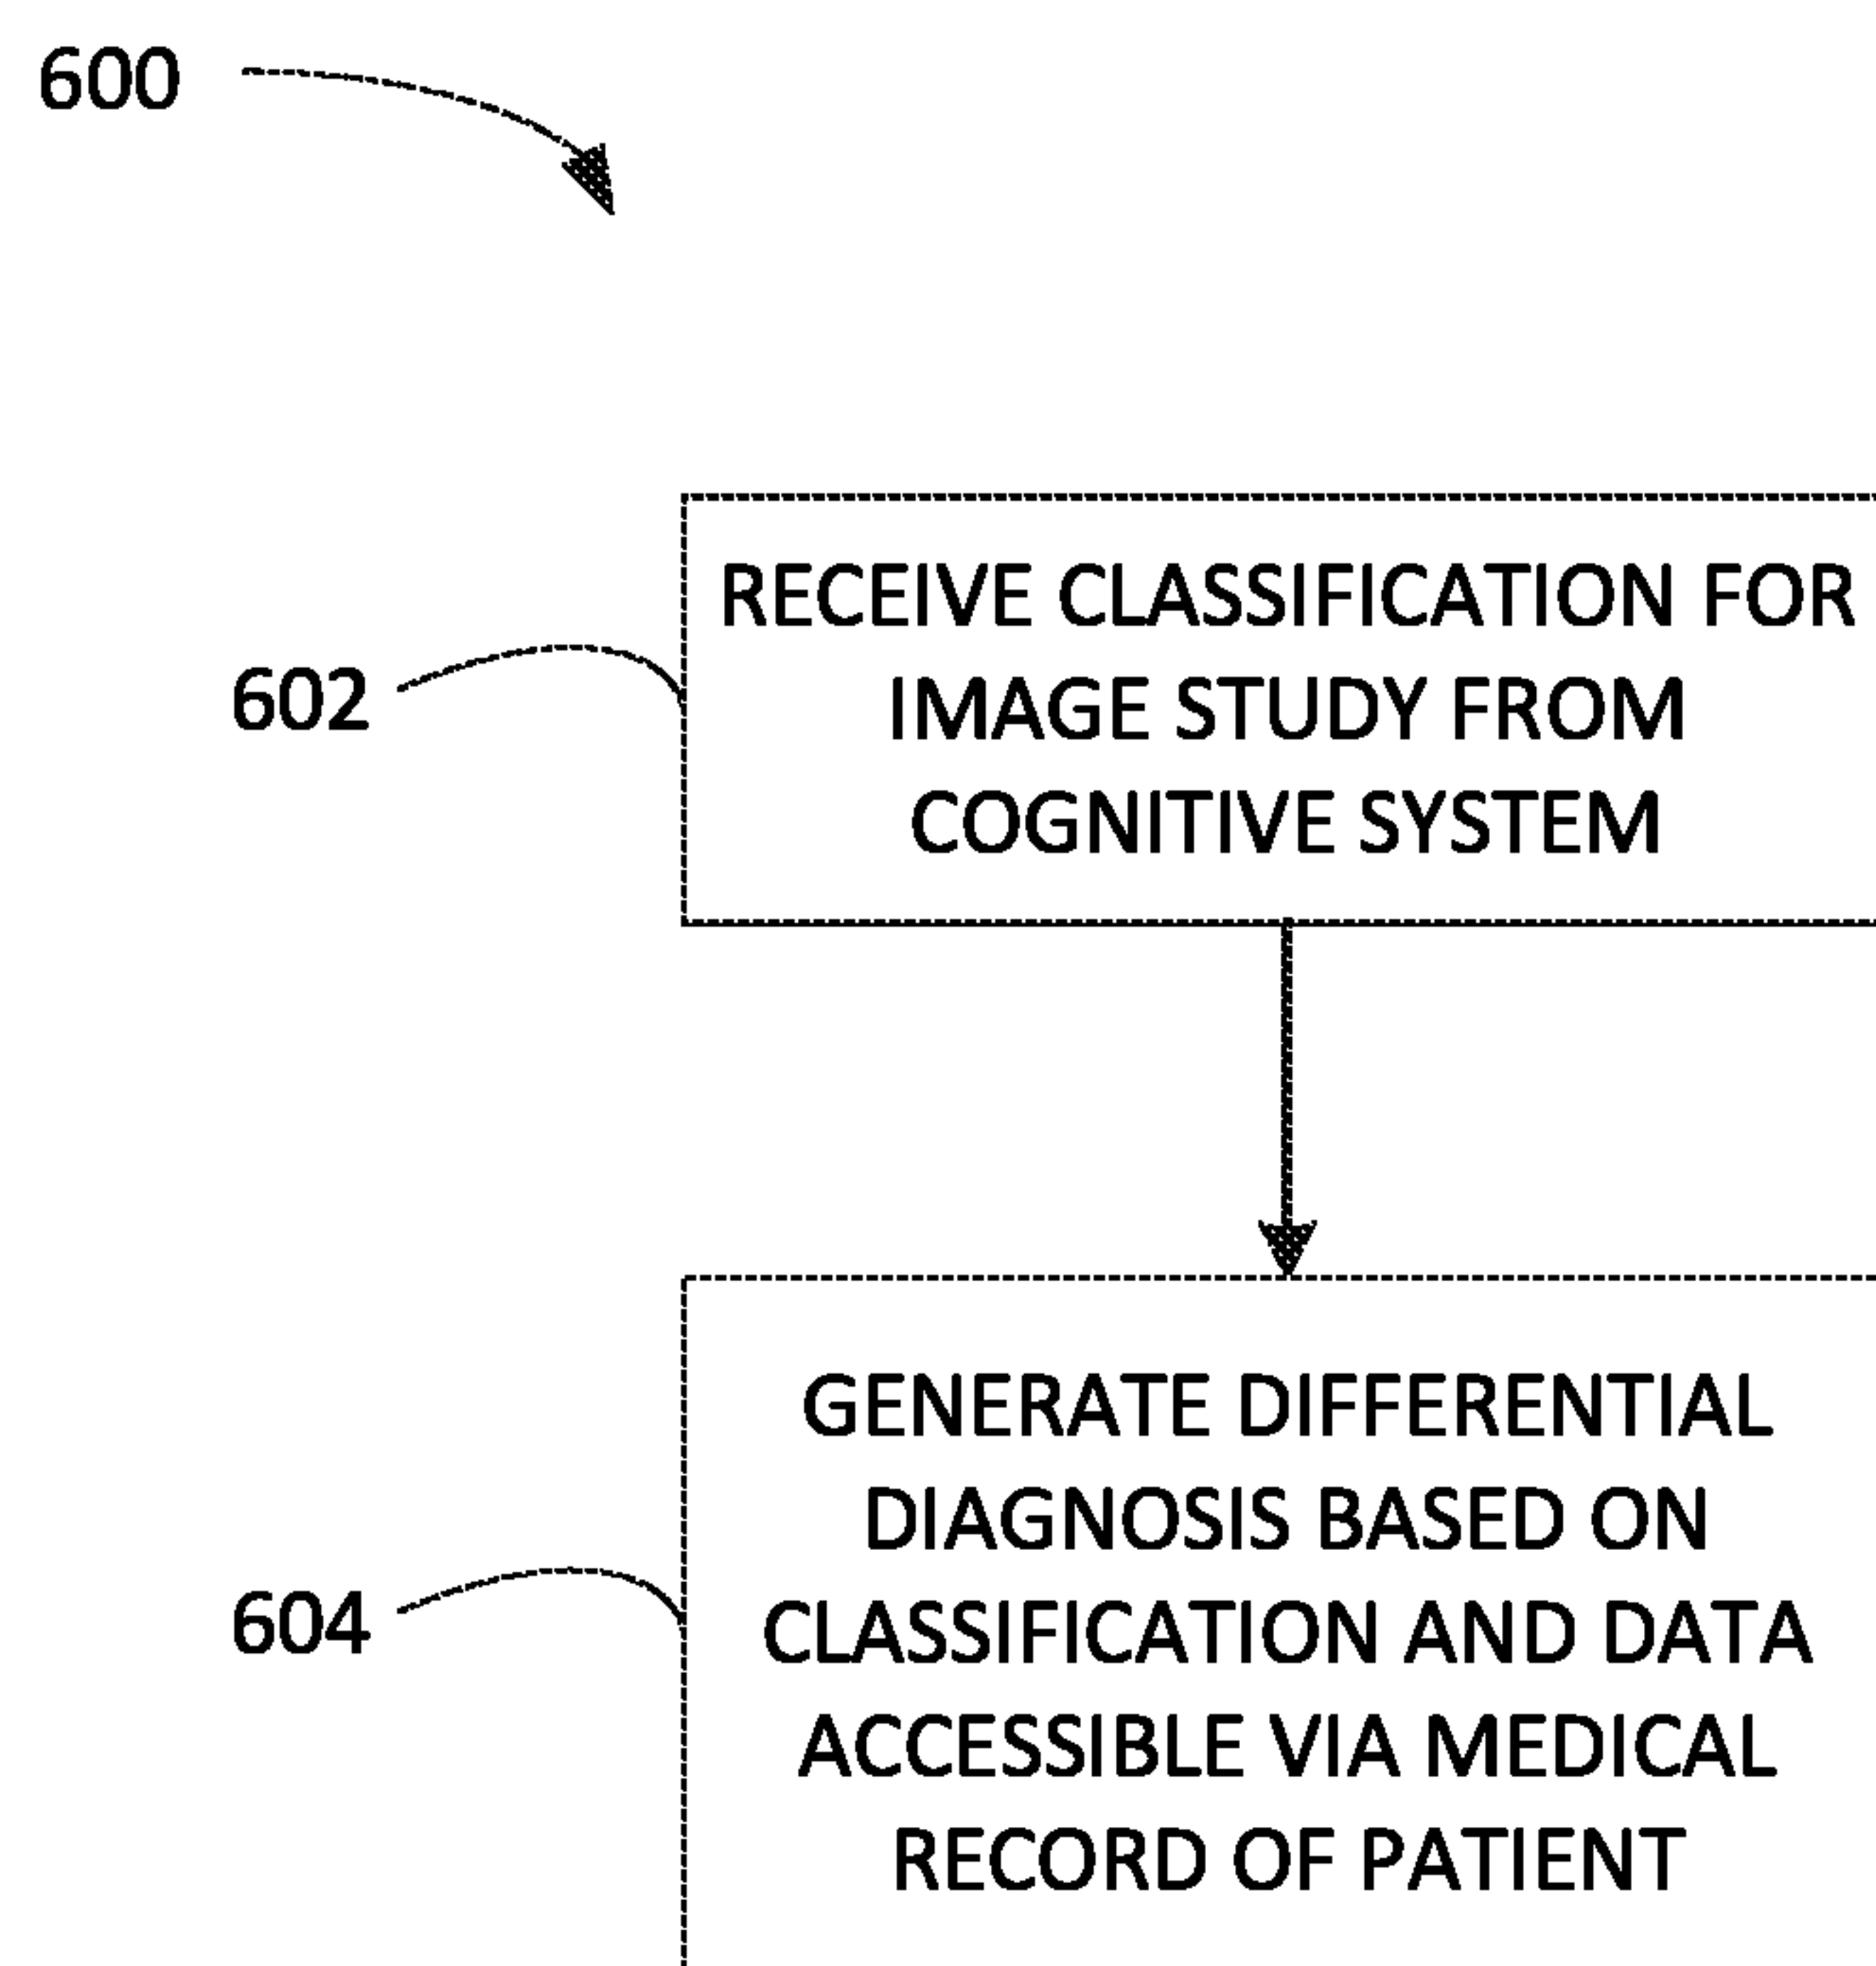 600
602
RECEIVE CLASSIFICATION FOR
IMAGE STUDY FROM
COGNITIVE SYSTEM
604
GENERATE DIFFERENTIAL
DIAGNOSIS BASED ON
CLASSIFICATION AND DATA
ACCESSIBLE VIA MEDICAL
RECORD OF PATIENT